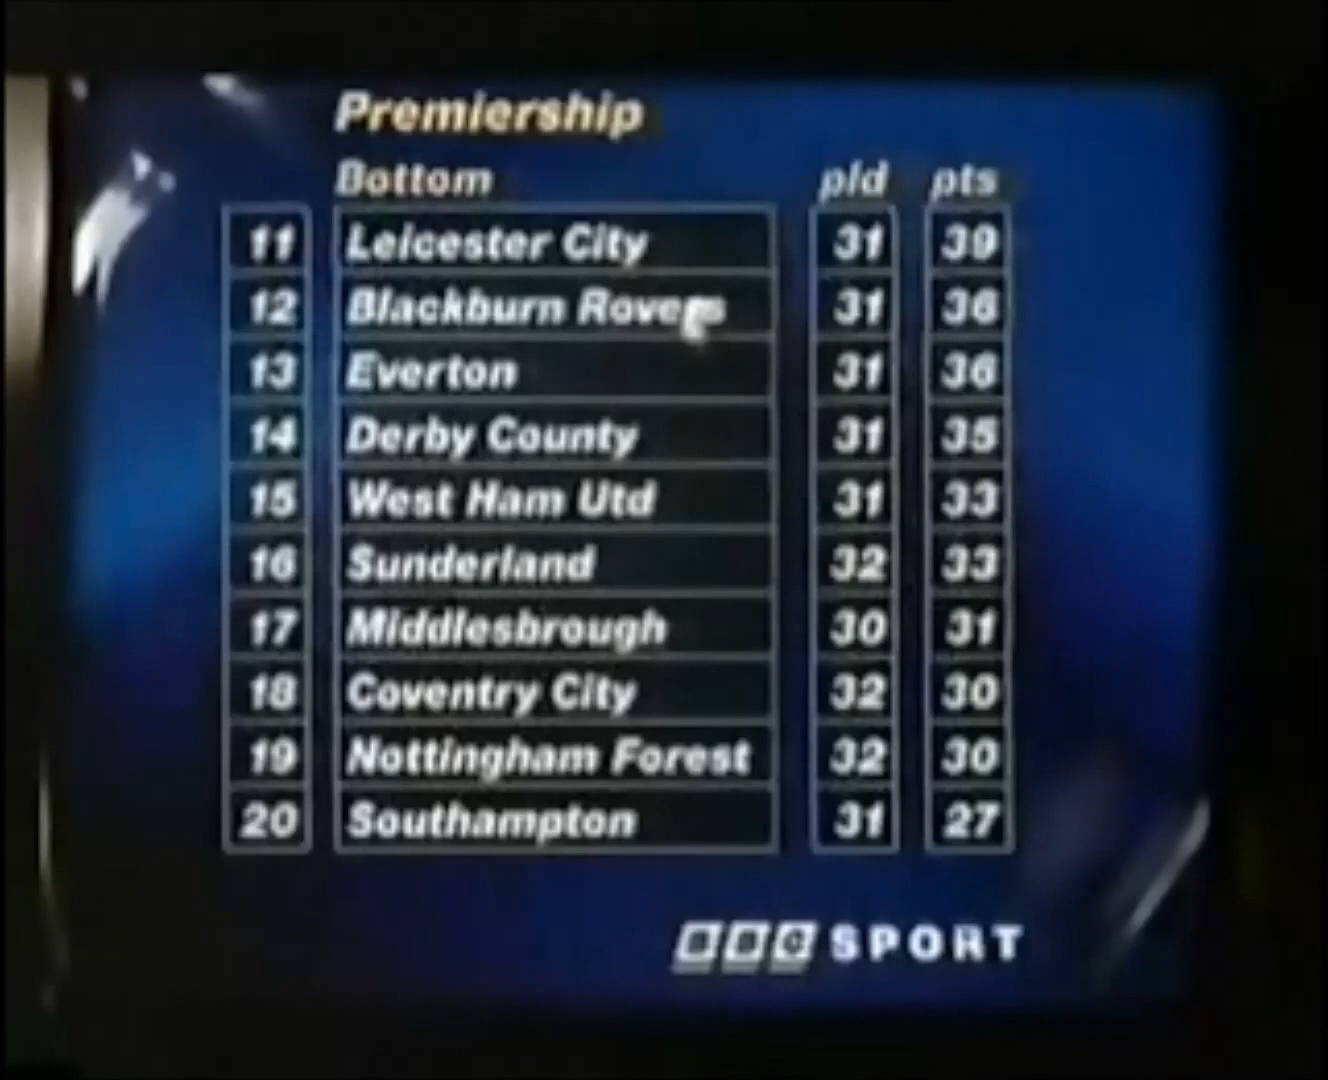 Premiership
Bottom pld pts
11 Leicester City 31 39
12 Blackburn Rovers 31 36
13 Everton 31 36
14 Derby County 31 35
15 West Ham Utd 31 33
16 Sunderland 32 33
17 Middlesbrough 30 31
18 Coventry City 32 30
19 Nottingham Forest 32 30
20 Southampton 31 27
BBC SPORT